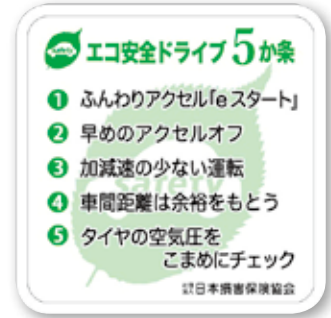 safety エコ安全ドライブ5か条
1 ふんわりアクセル「eスタート」
2 早めのアクセルオフ
3 加減速の少ない運転
4 車間距離は余裕をもとう
5 タイヤの空気圧を
こまめにチェック
safety
日本損害保険協会